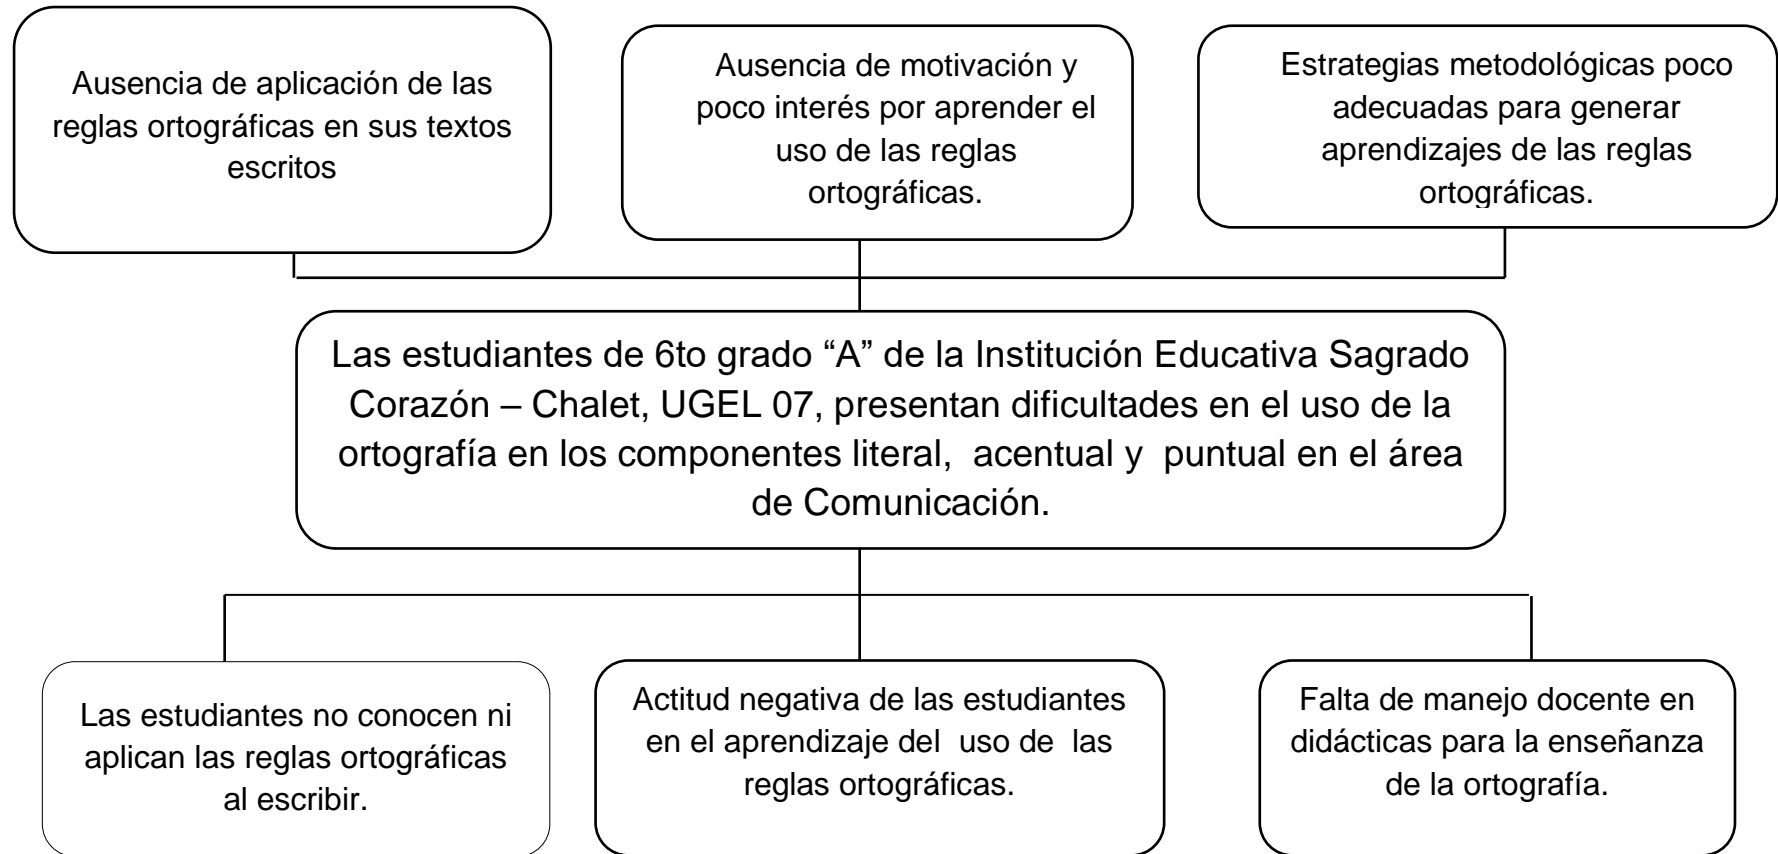 Ausencia de aplicación de las
reglas ortográficas en sus textos
escritos
Ausencia de motivación y
poco interés por aprender el
uso de las reglas
ortográficas.
Estrategias metodológicas poco
adecuadas para generar
aprendizajes de las reglas
ortográficas.
Las estudiantes de 6to grado “A” de la Institución Educativa Sagrado
Corazón – Chalet, UGEL 07, presentan dificultades en el uso de la
ortografía en los componentes literal, acentual y puntual en el área
de Comunicación.
Las estudiantes no conocen ni
aplican las reglas ortográficas
al escribir.
Actitud negativa de las estudiantes
en el aprendizaje del uso de las
reglas ortográficas.
Falta de manejo docente en
didácticas para la enseñanza
de la ortografía.